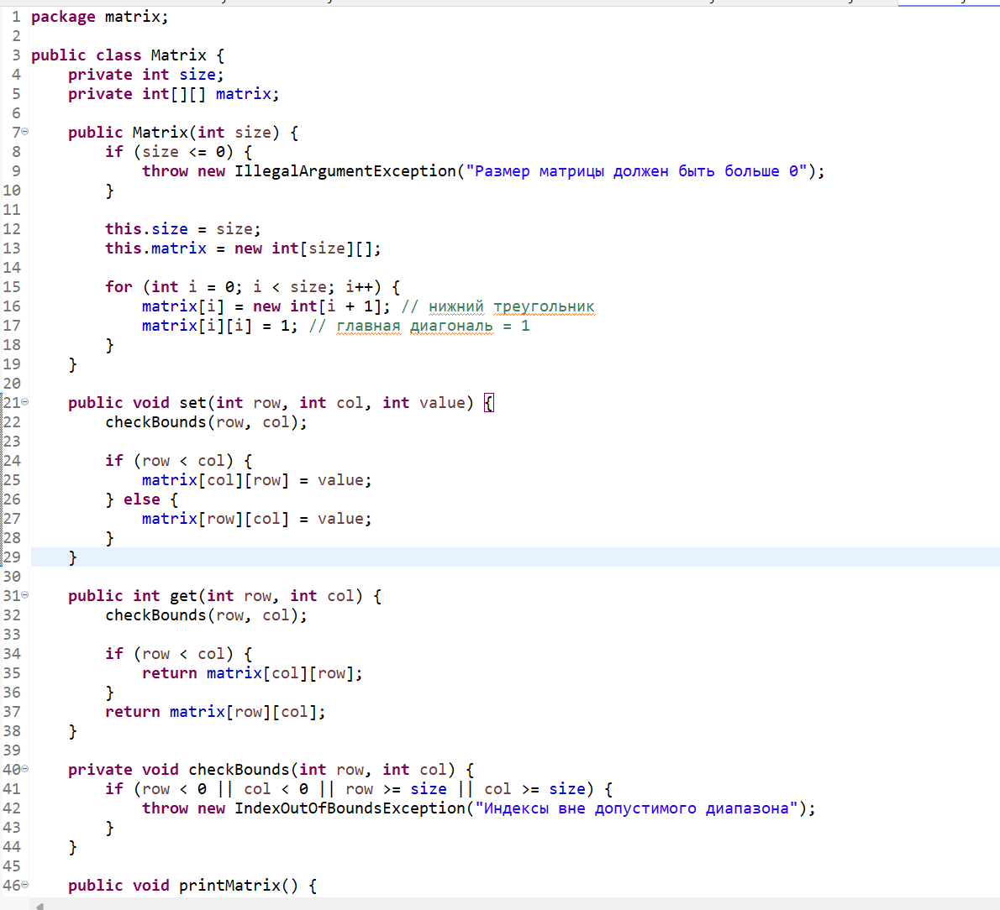 1 package matrix;
2
3 public class Matrix {
4     private int size;
5     private int[][] matrix;
6
7     public Matrix(int size) {
8         if (size <= 0) {
9             throw new IllegalArgumentException("Размер матрицы должен быть больше 0");
10         }
11
12         this.size = size;
13         this.matrix = new int[size][];
14
15         for (int i = 0; i < size; i++) {
16             matrix[i] = new int[i + 1]; // нижний треугольник
17             matrix[i][i] = 1; // главная диагональ = 1
18         }
19     }
20
21     public void set(int row, int col, int value) {
22         checkBounds(row, col);
23
24         if (row < col) {
25             matrix[col][row] = value;
26         } else {
27             matrix[row][col] = value;
28         }
29     }
30
31     public int get(int row, int col) {
32         checkBounds(row, col);
33
34         if (row < col) {
35             return matrix[col][row];
36         }
37         return matrix[row][col];
38     }
39
40     private void checkBounds(int row, int col) {
41         if (row < 0 || col < 0 || row >= size || col >= size) {
42             throw new IndexOutOfBoundsException("Индексы вне допустимого диапазона");
43         }
44     }
45
46     public void printMatrix() {